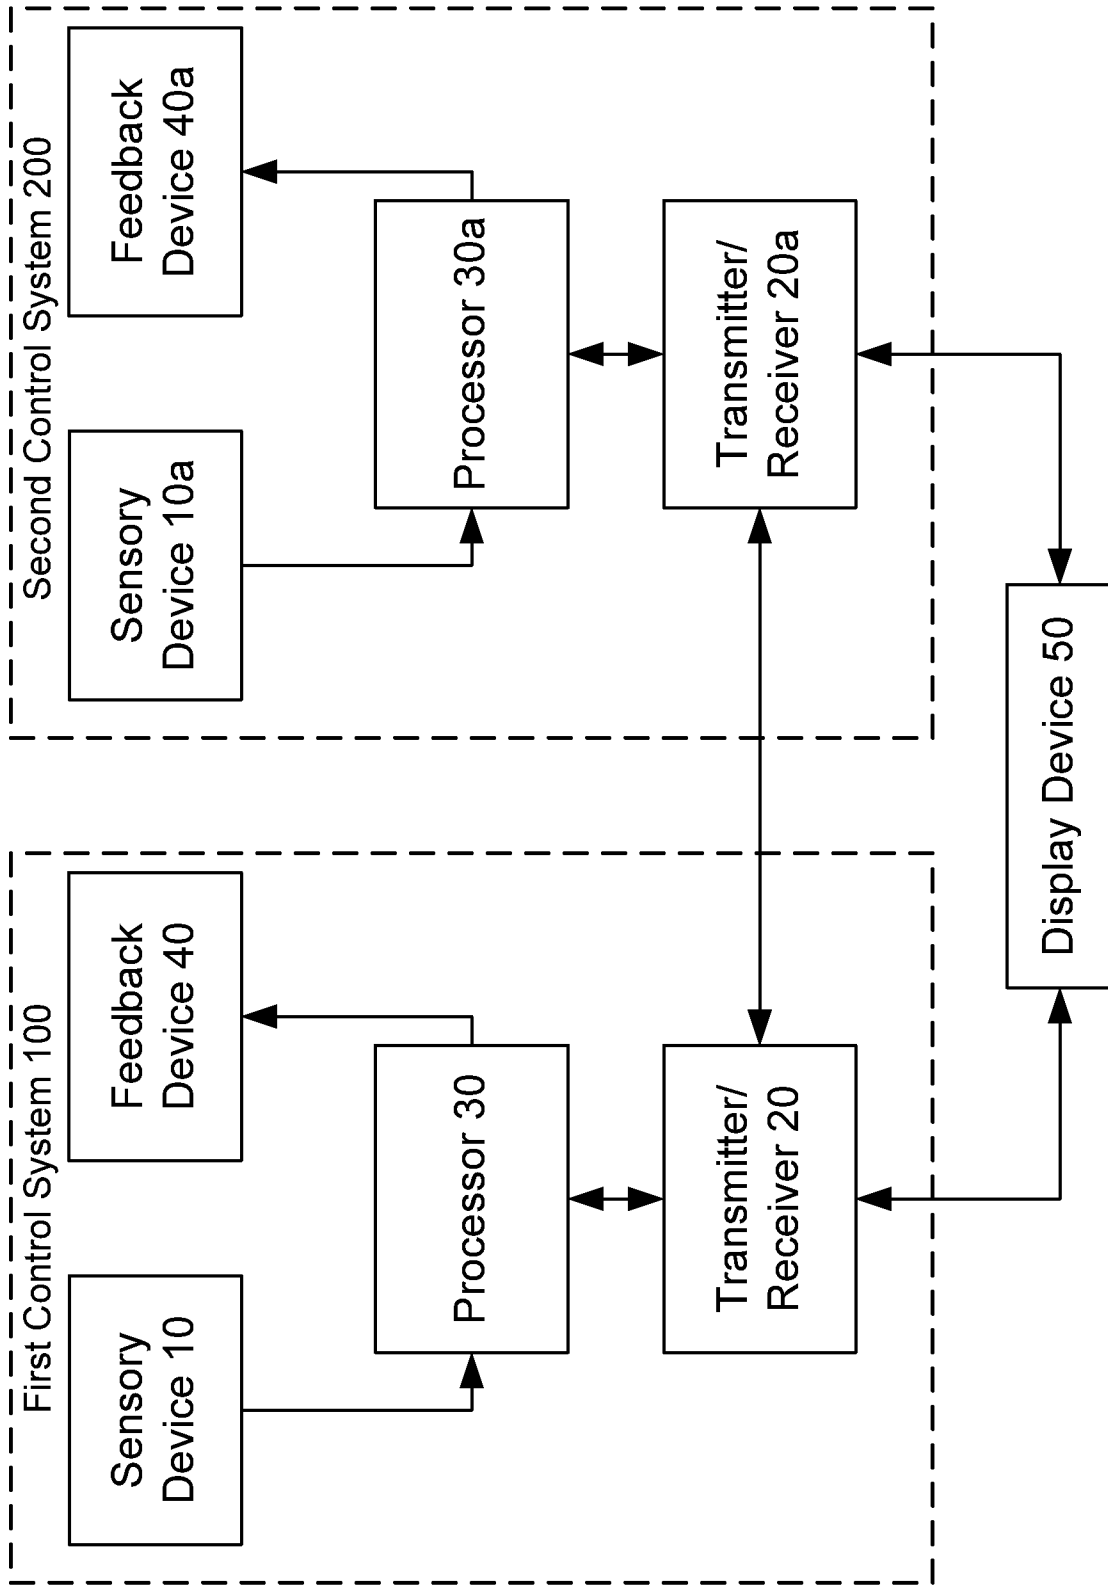 First Control System 100
Sensory
Device 10
Feedback
Device 40
Processor 30
Transmitter/
Receiver 20
Second Control System 200
Sensory
Device 10a
Feedback
Device 40a
Processor 30a
Transmitter/
Receiver 20a
Display Device 50